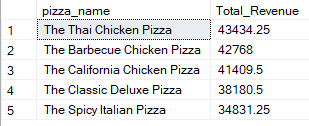 pizza_name Total_Revenue
1 The Thai Chicken Pizza 43434.25
2 The Barbecue Chicken Pizza 42768
3 The California Chicken Pizza 41409.5
4 The Classic Deluxe Pizza 38180.5
5 The Spicy Italian Pizza 34831.25